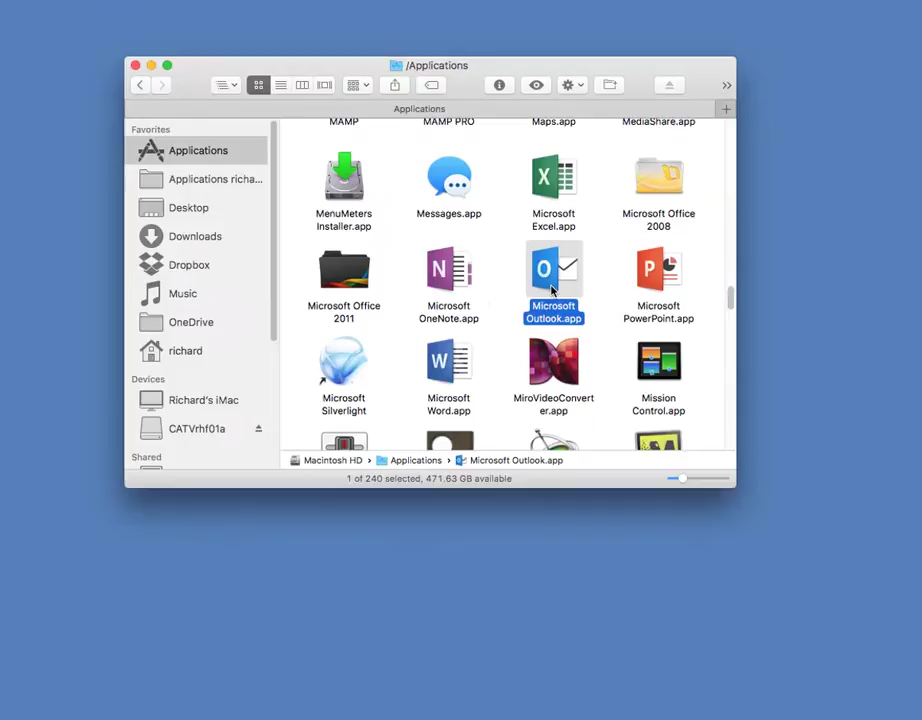 /Applications
Applications
Favorites
Applications
Applications richa...
Desktop
Downloads
Dropbox
Music
OneDrive
richard
Devices
Richard's iMac
CATVrhf01a
Shared
MAMP
MAMP PRO
Maps.app
MediaShare.app
MenuMeters
Installer.app
Messages.app
Microsoft
Excel.app
Microsoft Office
2008
Microsoft Office
2011
Microsoft
OneNote.app
Microsoft
Outlook.app
Microsoft
PowerPoint.app
Microsoft
Silverlight
Microsoft
Word.app
MiroVideoConvert
er.app
Mission
Control.app
Macintosh HD › Applications › Microsoft Outlook.app
1 of 240 selected, 471.63 GB available